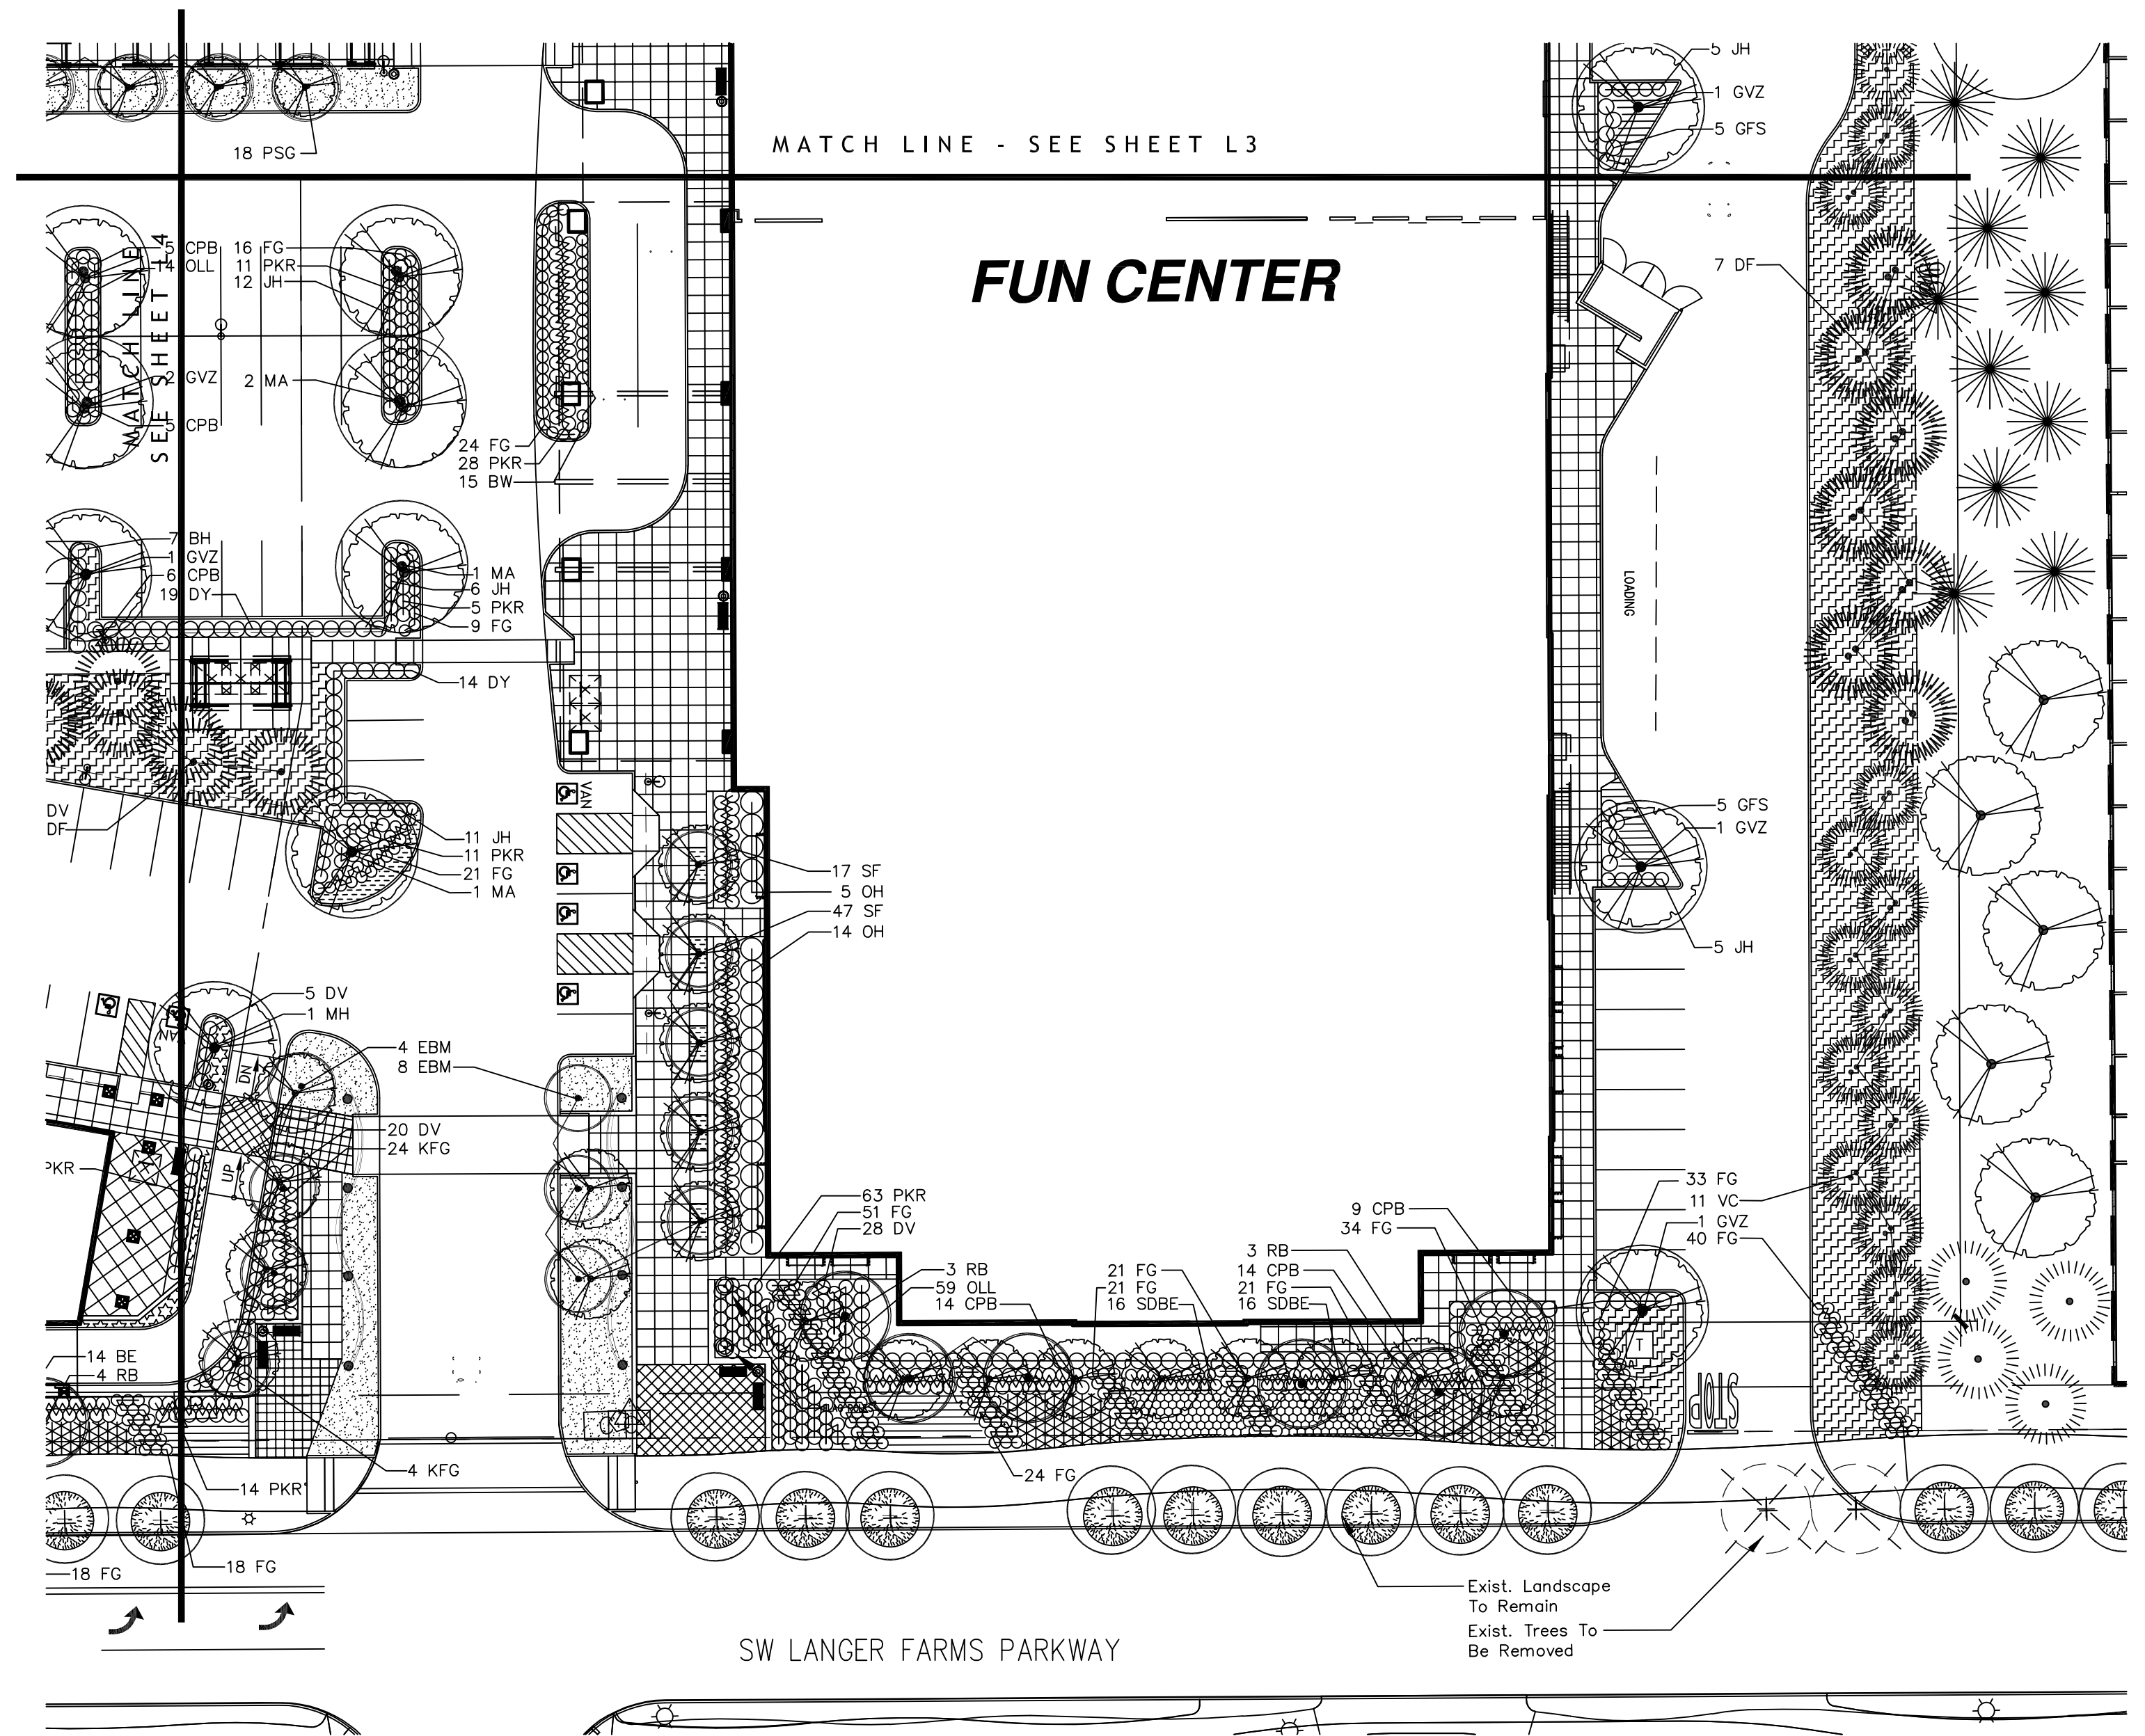 5 JH
1 GVZ
5 GFS
MATCH LINE - SEE SHEET L3
18 PSG
MATCH LINE
SEE SHEET L4
5 CPB
14 OLL
16 FG
11 PKR
12 JH
FUN CENTER
7 DF
2 GVZ
2 MA
5 CPB
24 FG
28 PKR
15 BW
7 BH
1 GVZ
6 CPB
19 DY
1 MA
6 JH
5 PKR
9 FG
LOADING
14 DY
VAN
DV
DF
11 JH
11 PKR
21 FG
1 MA
17 SF
5 OH
47 SF
14 OH
5 GFS
1 GVZ
5 JH
5 DV
1 MH
VAN
DN
4 EBM
8 EBM
20 DV
24 KFG
PKR
UP
63 PKR
51 FG
28 DV
3 RB
59 OLL
14 CPB
21 FG
21 FG
16 SDBE
3 RB
14 CPB
21 FG
16 SDBE
9 CPB
34 FG
33 FG
11 VC
1 GVZ
40 FG
T
STOP
14 BE
4 RB
4 KFG
14 PKR
24 FG
18 FG
18 FG
Exist. Landscape
To Remain
Exist. Trees To
Be Removed
SW LANGER FARMS PARKWAY